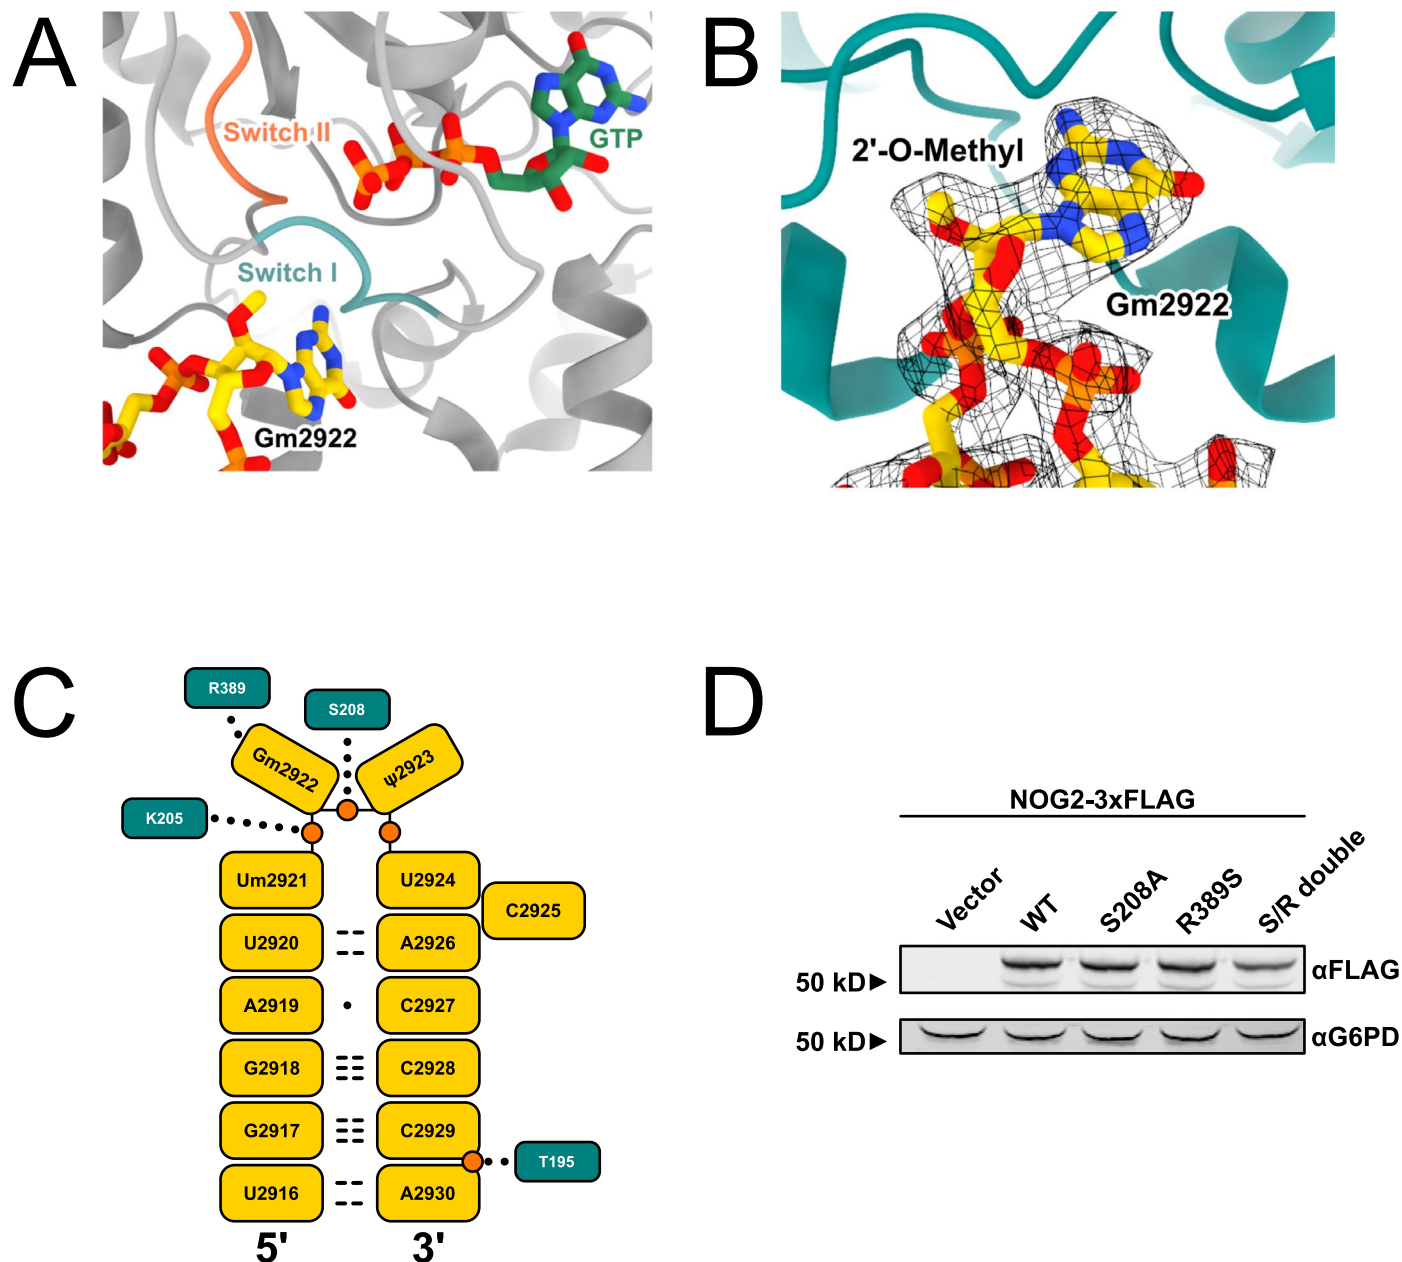 A
Switch II
GTP
Switch I
Gm2922
B
2'-O-Methyl
Gm2922
C
R389
S208
Gm2922
ψ2923
K205
Um2921
U2924
C2925
U2920
A2926
A2919
C2927
G2918
C2928
G2917
C2929
T195
U2916
A2930
5'
3'
D
NOG2-3xFLAG
Vector
WT
S208A
R389S
S/R double
50 kD
αFLAG
50 kD
αG6PD